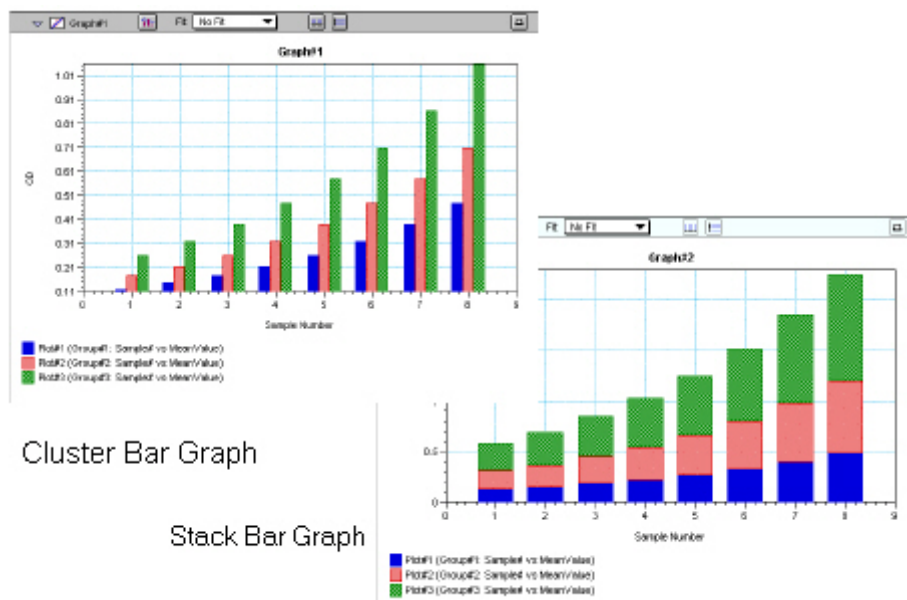 Graph#1
Fit: No Fit
Graph#1
1.01
0.91
0.81
0.71
0.61
0.51
0.41
0.31
0.21
0.11
OD
0 1 2 3 4 5 6 7 8 9
Sample Number
Plot#1 (Group#1: Sample# vs MeanValue)
Plot#2 (Group#2: Sample# vs MeanValue)
Plot#3 (Group#3: Sample# vs MeanValue)
Cluster Bar Graph
Fit: No Fit
Graph#2
1
0.5
0
0 1 2 3 4 5 6 7 8 9
Sample Number
Plot#1 (Group#1: Sample# vs MeanValue)
Plot#2 (Group#2: Sample# vs MeanValue)
Plot#3 (Group#3: Sample# vs MeanValue)
Stack Bar Graph